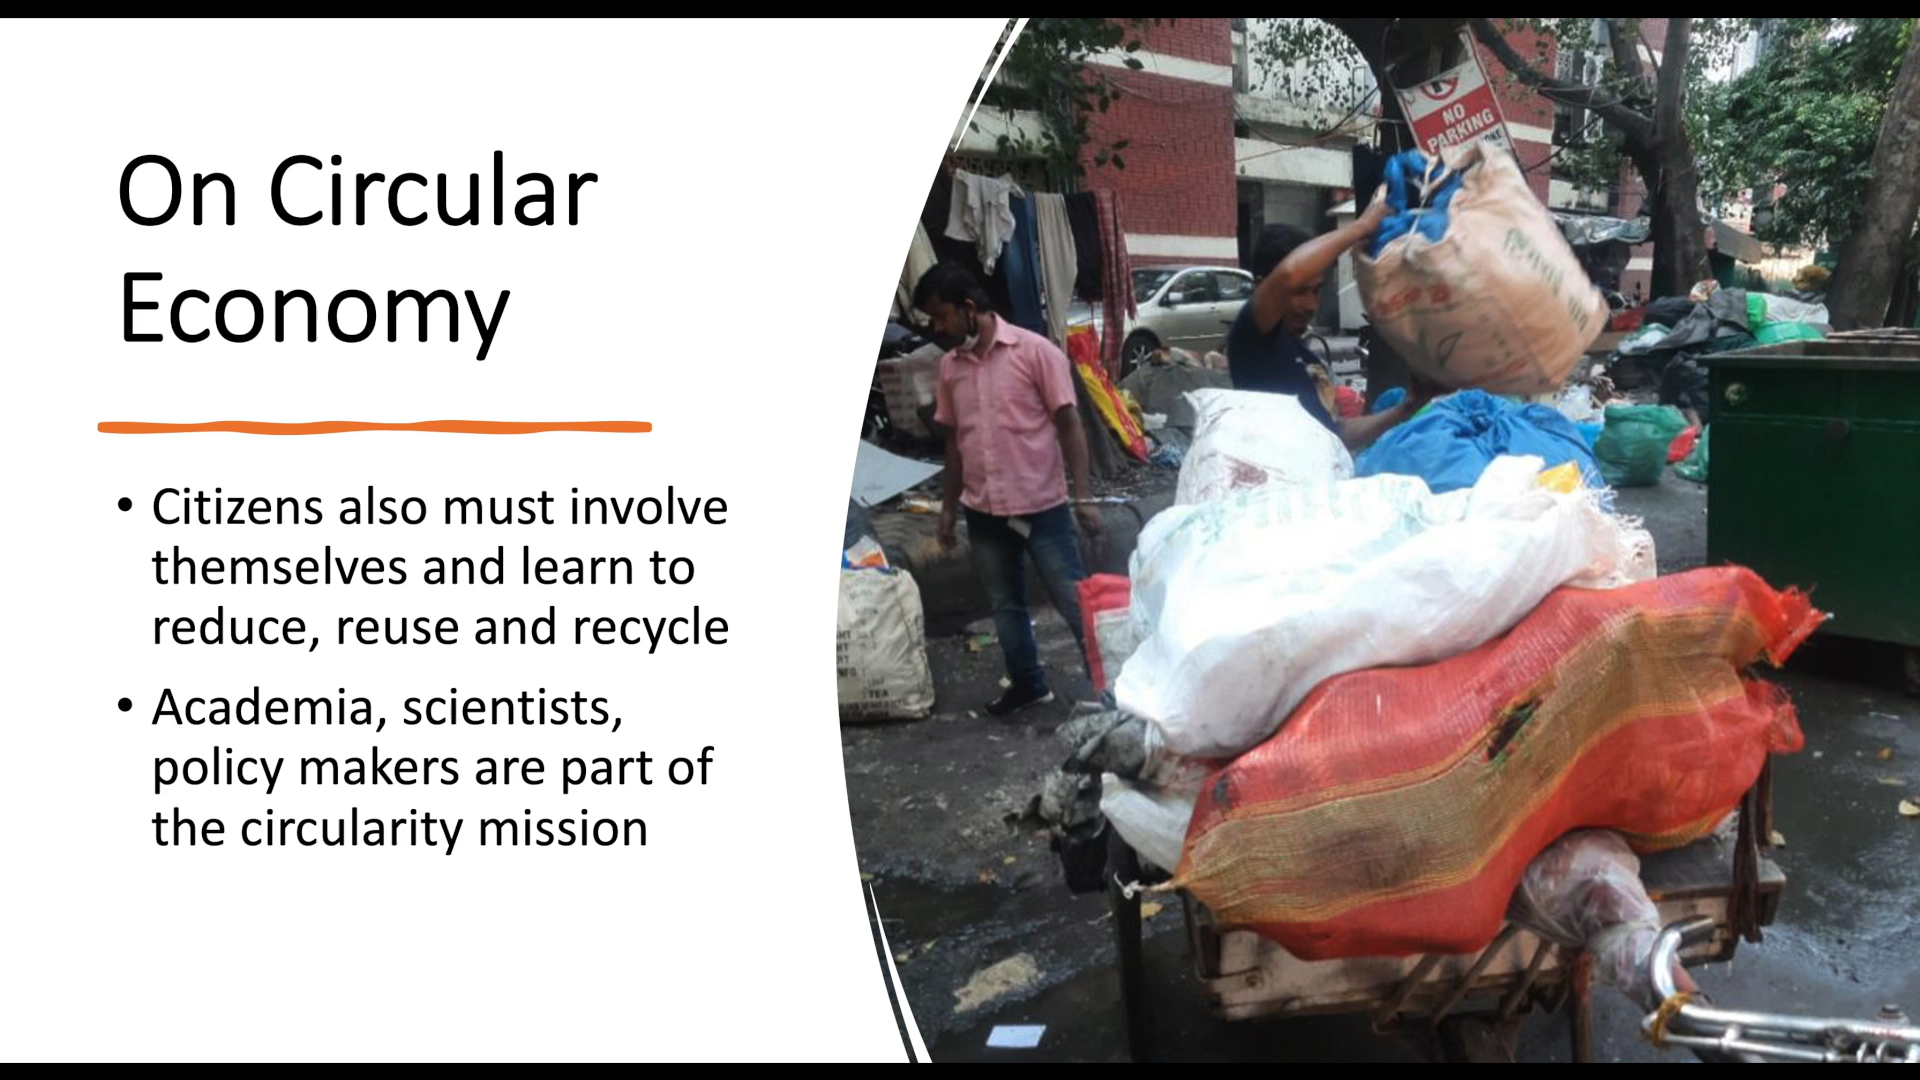 On Circular
Economy
• Citizens also must involve
themselves and learn to
reduce, reuse and recycle
• Academia, scientists,
policy makers are part of
the circularity mission
NO
PARKING
TEA